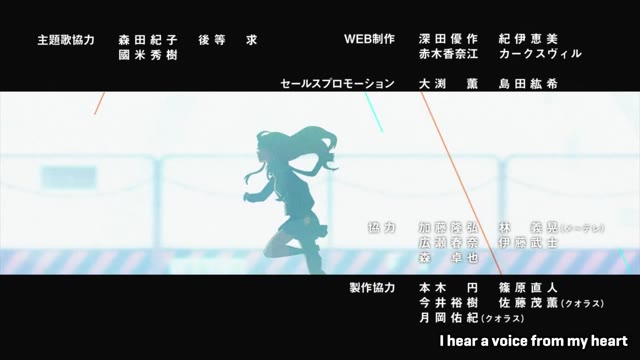 主題歌協力 森田紀子 後等 求
國米秀樹
WEB制作 深田優作 紀伊恵美
赤木香奈江 カークスヴィル
セールスプロモーション 大渕 薫 島田紘希
協力 加藤隆弘 林 義晃(メ～テレ)
広瀬春奈 伊藤武士
森 卓也
製作協力 本木 円 篠原直人
今井裕樹 佐藤茂薫(クオラス)
月岡佑紀(クオラス)
I hear a voice from my heart